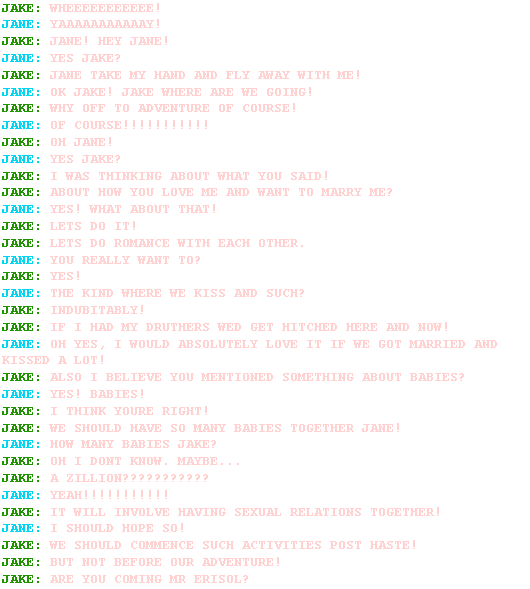 JAKE: WHEEEEEEEEEEE!
JANE: YAAAAAAAAAAAY!
JAKE: JANE! HEY JANE!
JANE: YES JAKE?
JAKE: JANE TAKE MY HAND AND FLY AWAY WITH ME!
JANE: OK JAKE! JAKE WHERE ARE WE GOING!
JAKE: WHY OFF TO ADVENTURE OF COURSE!
JANE: OF COURSE!!!!!!!!!!!
JAKE: OH JANE!
JANE: YES JAKE?
JAKE: I WAS THINKING ABOUT WHAT YOU SAID!
JAKE: ABOUT HOW YOU LOVE ME AND WANT TO MARRY ME?
JANE: YES! WHAT ABOUT THAT!
JAKE: LETS DO IT!
JAKE: LETS DO ROMANCE WITH EACH OTHER.
JANE: YOU REALLY WANT TO?
JAKE: YES!
JANE: THE KIND WHERE WE KISS AND SUCH?
JAKE: INDUBITABLY!
JAKE: IF I HAD MY DRUTHERS WED GET HITCHED HERE AND NOW!
JANE: OH YES, I WOULD ABSOLUTELY LOVE IT IF WE GOT MARRIED AND
KISSED A LOT!
JAKE: ALSO I BELIEVE YOU MENTIONED SOMETHING ABOUT BABIES?
JANE: YES! BABIES!
JAKE: I THINK YOURE RIGHT!
JAKE: WE SHOULD HAVE SO MANY BABIES TOGETHER JANE!
JANE: HOW MANY BABIES JAKE?
JAKE: OH I DONT KNOW. MAYBE...
JAKE: A ZILLION???????????
JANE: YEAH!!!!!!!!!!!
JAKE: IT WILL INVOLVE HAVING SEXUAL RELATIONS TOGETHER!
JANE: I SHOULD HOPE SO!
JAKE: WE SHOULD COMMENCE SUCH ACTIVITIES POST HASTE!
JAKE: BUT NOT BEFORE OUR ADVENTURE!
JAKE: ARE YOU COMING MR ERISOL?